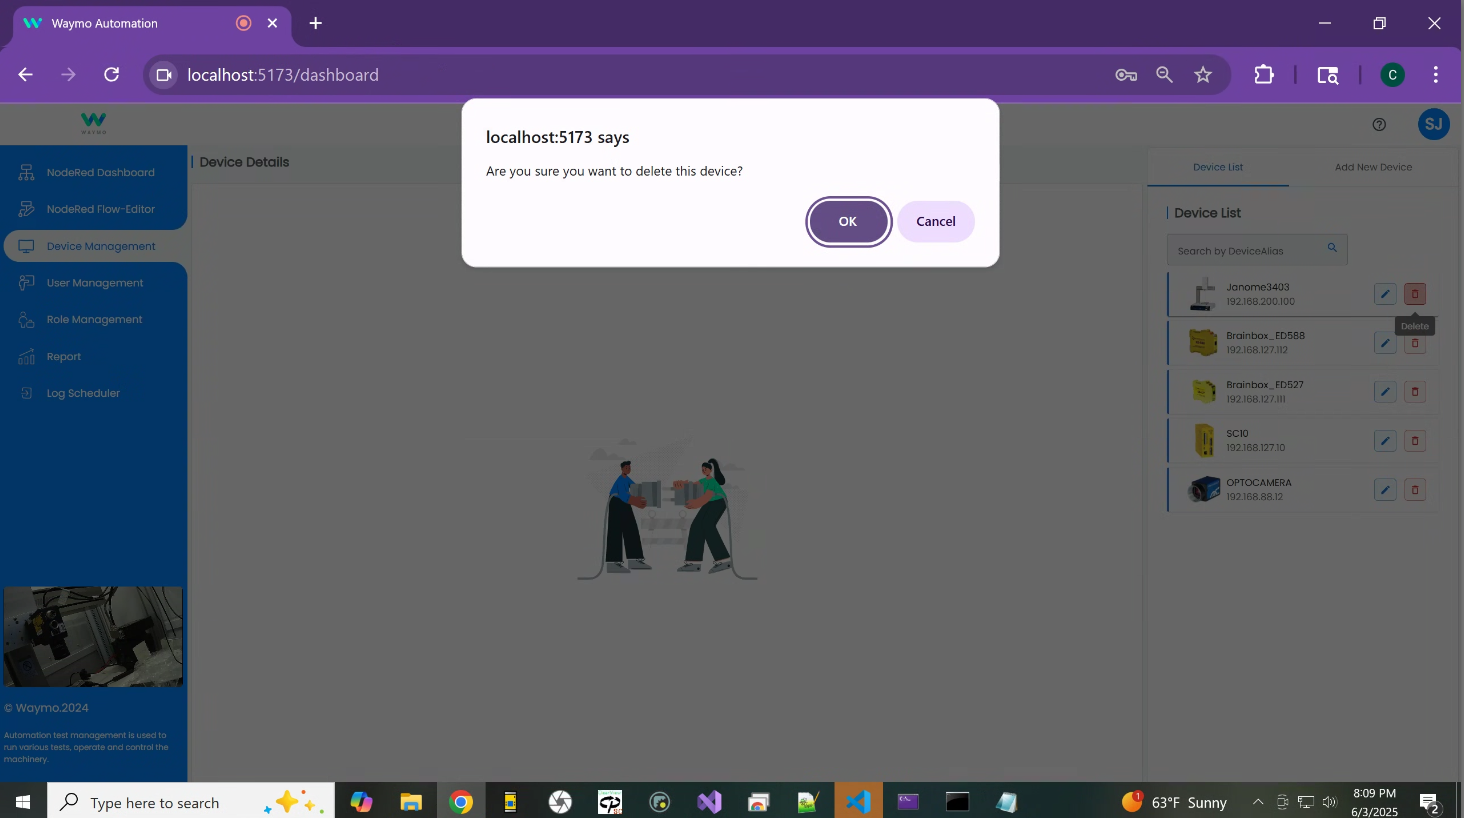 Waymo Automation
localhost:5173/dashboard
C
WAYMO
SJ
localhost:5173 says
Are you sure you want to delete this device?
OK
Cancel
NodeRed Dashboard
NodeRed Flow-Editor
Device Management
User Management
Role Management
Report
Log Scheduler
© Waymo.2024
Automation test management is used to
run various tests, operate and control the
machinery.
Device Details
Device List
Add New Device
Device List
Search by DeviceAlias
Janome3403
192.168.200.100
Delete
Brainbox_ED588
192.168.127.112
Brainbox_ED527
192.168.127.111
SC10
192.168.127.10
OPTOCAMERA
192.168.88.12
Type here to search
1
63°F Sunny
8:09 PM
6/3/2025
2